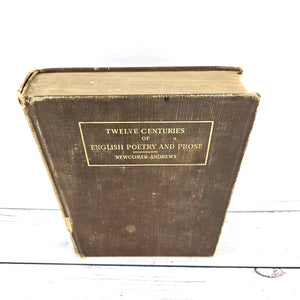 TWELVE CENTURIES
OF
ENGLISH POETRY AND PROSE
NEWCOMER-ANDREWS